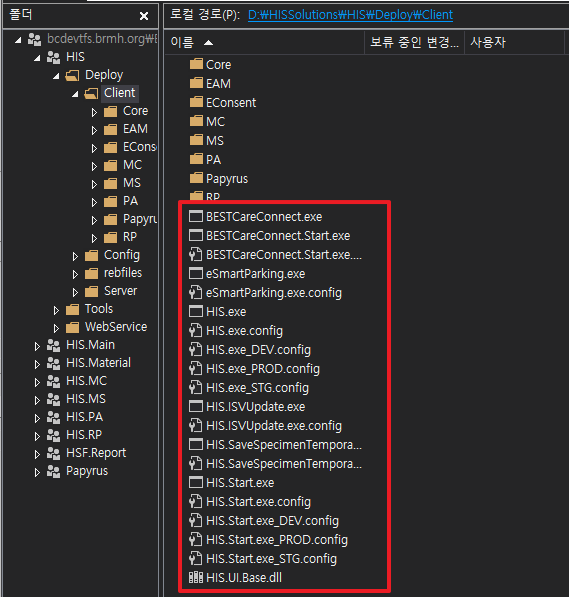 폴더
bcdevtfs.brmh.org₩
HIS
Deploy
Client
Core
EAM
EConsent
MC
MS
PA
Papyru
RP
Config
rebfiles
Server
Tools
WebService
HIS.Main
HIS.Material
HIS.MC
HIS.MS
HIS.PA
HIS.RP
HSF.Report
Papyrus
로컬 경로(P): D:₩HISSolutions₩HIS₩Deploy₩Client
이름 보류 중인 변경... 사용자
Core
EAM
EConsent
MC
MS
PA
Papyrus
RP
BESTCareConnect.exe
BESTCareConnect.Start.exe
BESTCareConnect.Start.exe....
eSmartParking.exe
eSmartParking.exe.config
HIS.exe
HIS.exe.config
HIS.exe_DEV.config
HIS.exe_PROD.config
HIS.exe_STG.config
HIS.ISVUpdate.exe
HIS.ISVUpdate.exe.config
HIS.SaveSpecimenTempora...
HIS.SaveSpecimenTempora...
HIS.Start.exe
HIS.Start.exe.config
HIS.Start.exe_DEV.config
HIS.Start.exe_PROD.config
HIS.Start.exe_STG.config
HIS.UI.Base.dll